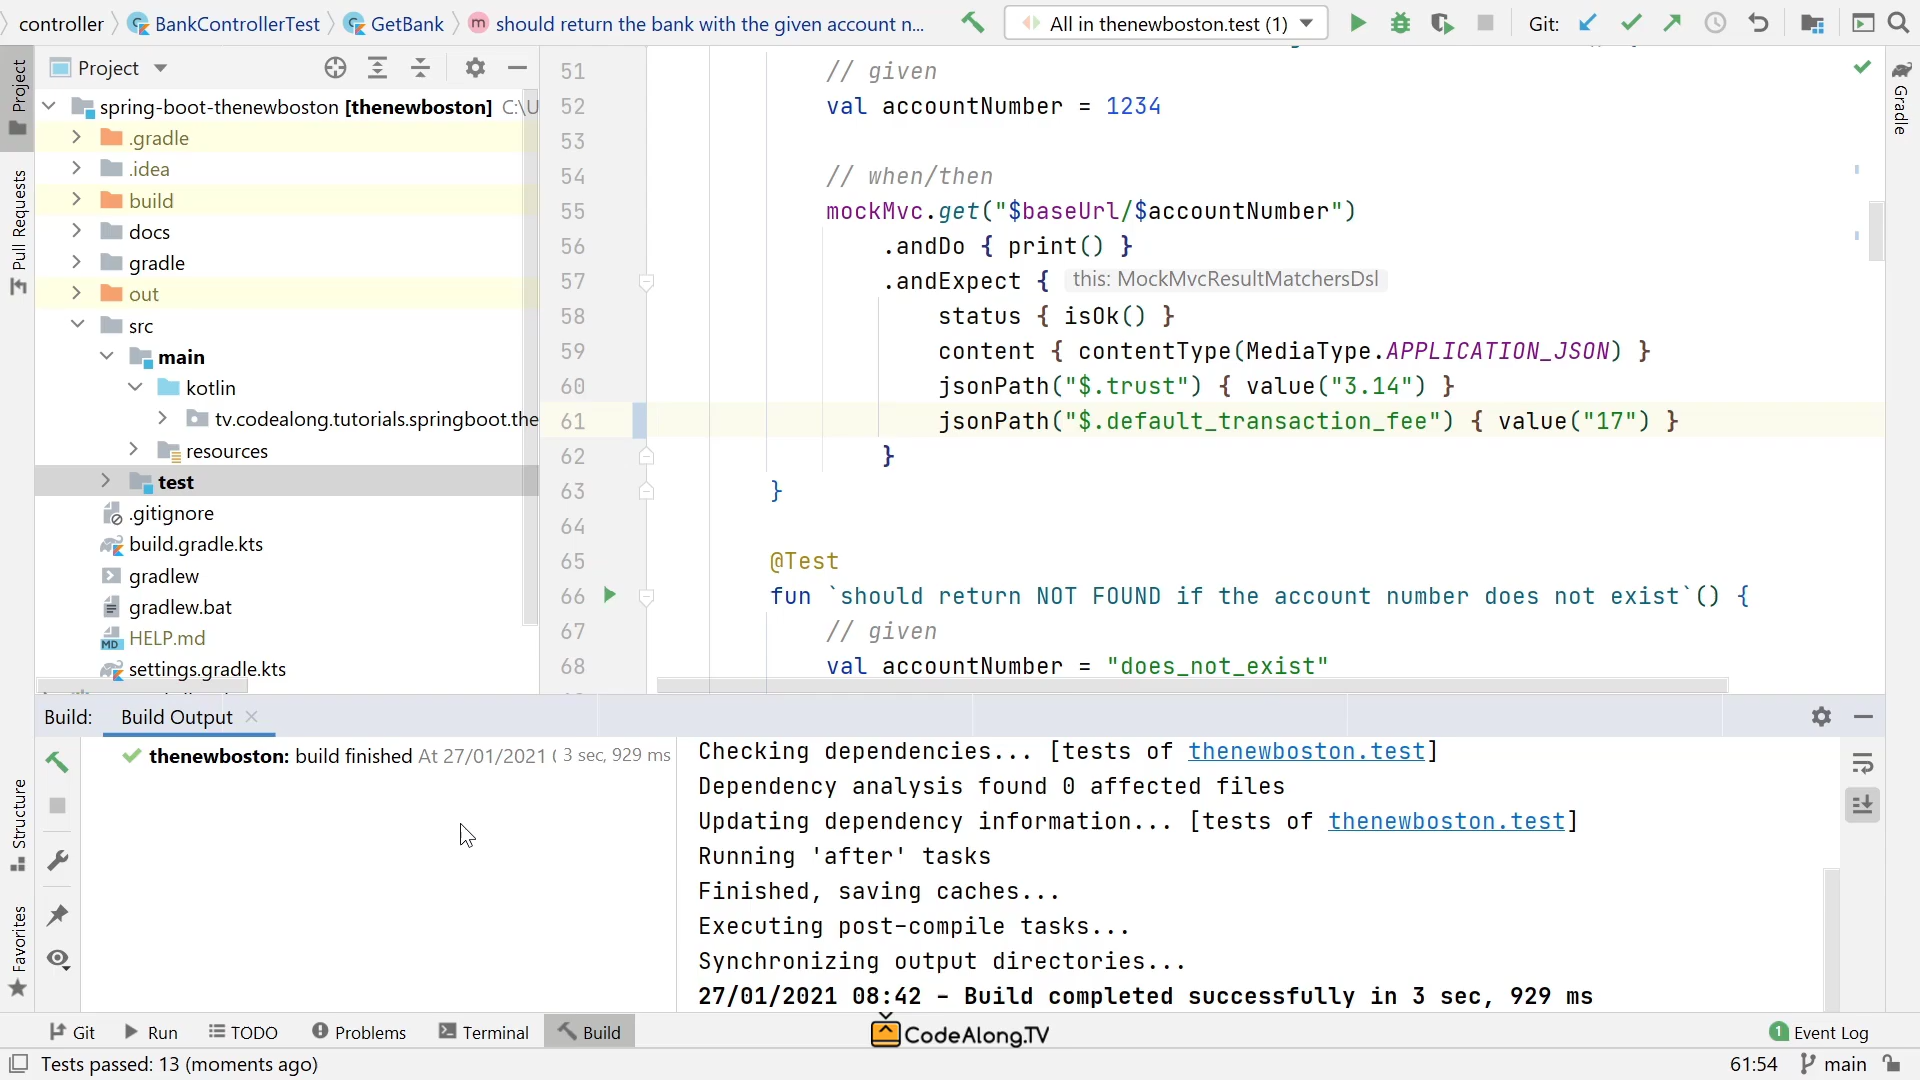 controller
BankControllerTest
GetBank
m
should return the bank with the given account n...
All in thenewboston.test (1)
Git:
Project
Project
Pull Requests
Structure
Favorites
Gradle
spring-boot-thenewboston [thenewboston] C:\U
.gradle
.idea
build
docs
gradle
out
src
main
kotlin
tv.codealong.tutorials.springboot.the
resources
test
.gitignore
build.gradle.kts
gradlew
gradlew.bat
MD HELP.md
settings.gradle.kts
51 // given
52 val accountNumber = 1234
53
54 // when/then
55 mockMvc.get("$baseUrl/$accountNumber")
56 .andDo { print() }
57 .andExpect { this: MockMvcResultMatchersDsl
58 status { isOk() }
59 content { contentType(MediaType.APPLICATION_JSON) }
60 jsonPath("$.trust") { value("3.14") }
61 jsonPath("$.default_transaction_fee") { value("17") }
62 }
63 }
64
65 @Test
66 fun `should return NOT FOUND if the account number does not exist`() {
67 // given
68 val accountNumber = "does_not_exist"
Build: Build Output
thenewboston: build finished At 27/01/2021 ( 3 sec, 929 ms
Checking dependencies... [tests of thenewboston.test]
Dependency analysis found 0 affected files
Updating dependency information... [tests of thenewboston.test]
Running 'after' tasks
Finished, saving caches...
Executing post-compile tasks...
Synchronizing output directories...
27/01/2021 08:42 - Build completed successfully in 3 sec, 929 ms
Git
Run
TODO
Problems
Terminal
Build
CodeAlong.TV
1 Event Log
Tests passed: 13 (moments ago)
61:54
main